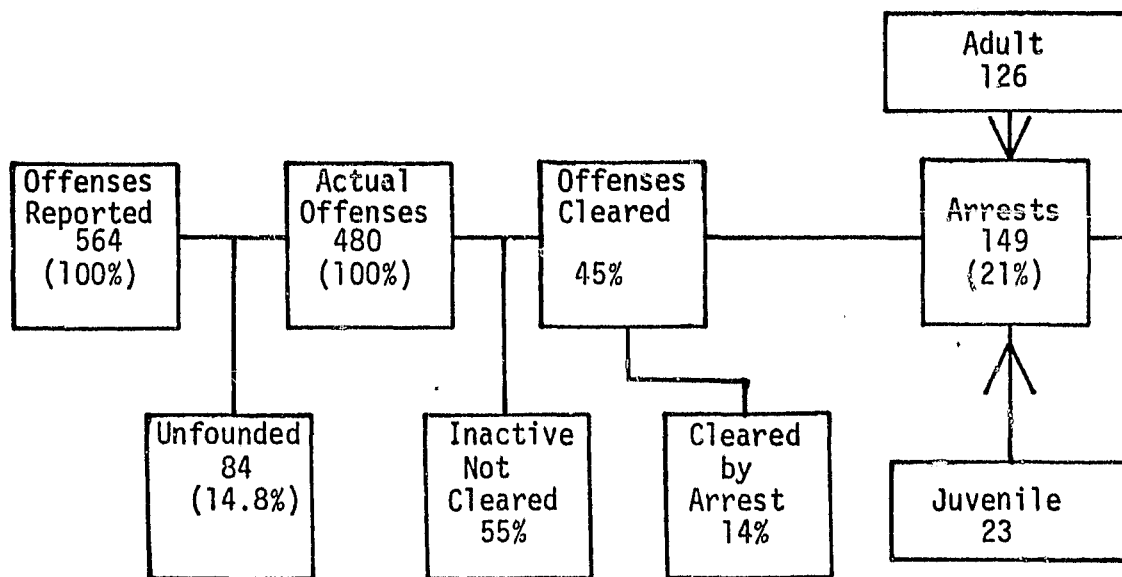 Adult
126
Offenses
Reported
564
(100%)
Actual
Offenses
480
(100%)
Offenses
Cleared
45%
Arrests
149
(21%)
Unfounded
84
(14.8%)
Inactive
Not
Cleared
55%
Cleared
by
Arrest
14%
Juvenile
23